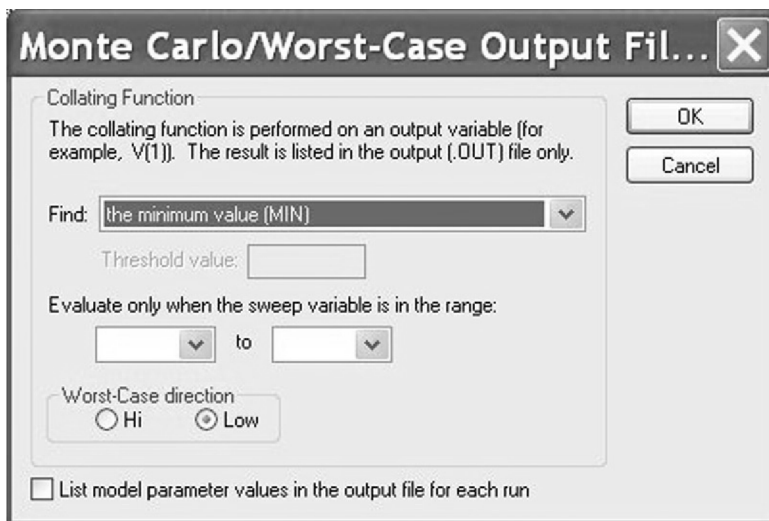 Monte Carlo/Worst-Case Output Fil...
Collating Function
The collating function is performed on an output variable (for
example, V(1)). The result is listed in the output (.OUT) file only.
OK
Cancel
Find: the minimum value (MIN)
Threshold value:
Evaluate only when the sweep variable is in the range:
to
Worst-Case direction
Hi Low
List model parameter values in the output file for each run